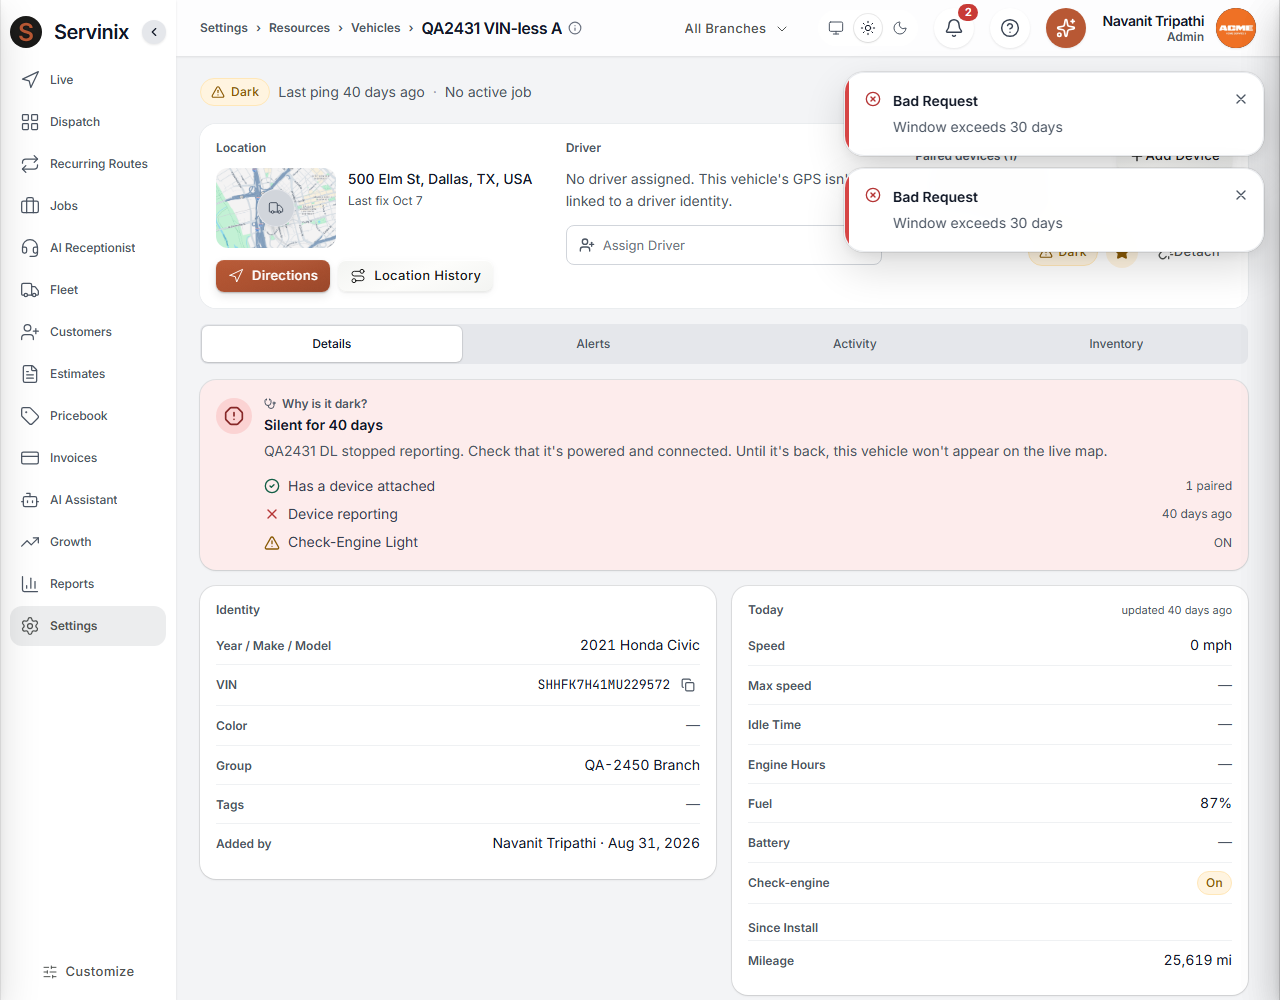 Servinix
Settings › Resources › Vehicles › QA2431 VIN-less A
All Branches
2
Navanit Tripathi
Admin
ACME
Live
Dispatch
Recurring Routes
Jobs
AI Receptionist
Fleet
Customers
Estimates
Pricebook
Invoices
AI Assistant
Growth
Reports
Settings
Customize
Dark
Last ping 40 days ago · No active job
Bad Request
Window exceeds 30 days
Bad Request
Window exceeds 30 days
Location
500 Elm St, Dallas, TX, USA
Last fix Oct 7
Directions
Location History
Driver
No driver assigned. This vehicle's GPS isn'
linked to a driver identity.
Assign Driver
Paired devices (1)
+ Add Device
Dark
Detach
Details
Alerts
Activity
Inventory
Why is it dark?
Silent for 40 days
QA2431 DL stopped reporting. Check that it's powered and connected. Until it's back, this vehicle won't appear on the live map.
Has a device attached 1 paired
Device reporting 40 days ago
Check-Engine Light ON
Identity
Year / Make / Model 2021 Honda Civic
VIN SHHFK7H41MU229572
Color —
Group QA-2450 Branch
Tags —
Added by Navanit Tripathi · Aug 31, 2026
Today updated 40 days ago
Speed 0 mph
Max speed —
Idle Time —
Engine Hours —
Fuel 87%
Battery —
Check-engine On
Since Install
Mileage 25,619 mi